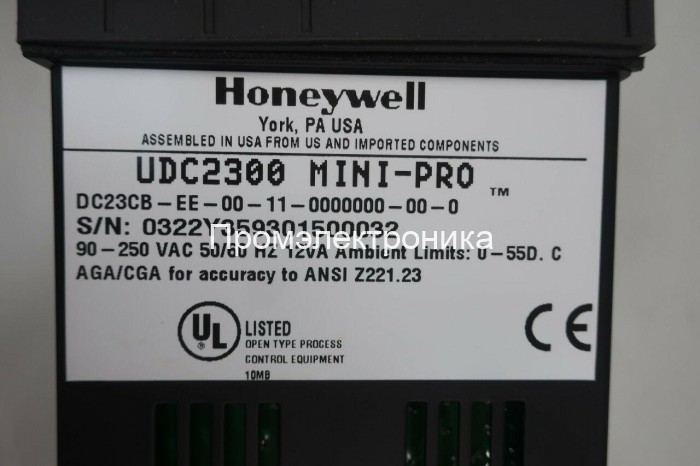 Honeywell
York, PA USA
ASSEMBLED IN USA FROM US AND IMPORTED COMPONENTS
UDC2300 MINI-PRO ™
DC23CB-EE-00-11-0000000-00-0
S/N:
Промэлектроника
90-250 VAC 50/60 HZ 12VA Ambient Limits: 0-55D. C
AGA/CGA for accuracy to ANSI Z221.23
UL ®
LISTED
OPEN TYPE PROCESS
CONTROL EQUIPMENT
10MB
CE